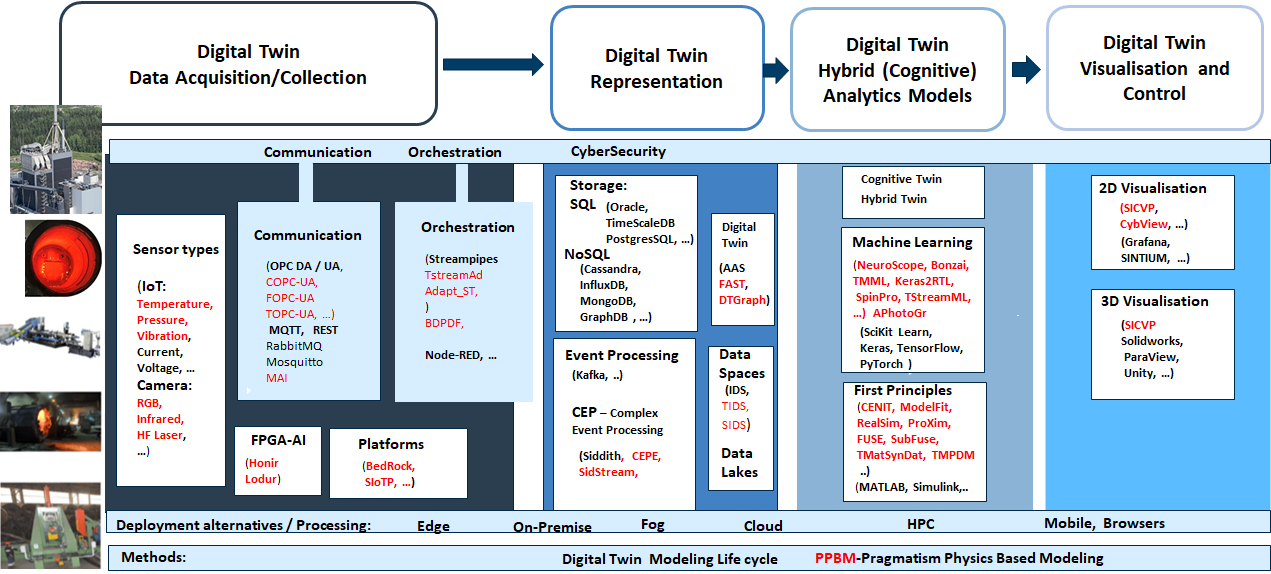 Digital Twin
Data Acquisition/Collection
Digital Twin
Representation
Digital Twin
Hybrid (Cognitive)
Analytics Models
Digital Twin
Visualisation and
Control
Communication
Orchestration
CyberSecurity
Sensor types
(IoT:
Temperature,
Pressure,
Vibration,
Current,
Voltage, ...
Camera:
RGB,
Infrared,
HF Laser,
...)
Communication
(OPC DA / UA,
COPC-UA,
FOPC-UA
TOPC-UA, ...)
MQTT, REST
RabbitMQ
Mosquitto
MAI
Orchestration
(Streampipes
TstreamAd
Adapt_ST,
)
BDPDF,
Node-RED, ...
FPGA-AI
(Honir
Lodur)
Platforms
(BedRock,
SIoTP, ...)
Storage:
SQL (Oracle,
TimeScaleDB
PostgresSQL, ...)
NoSQL
(Cassandra,
InfluxDB,
MongoDB,
GraphDB , ...)
Event Processing
(Kafka, ..)
CEP – Complex
Event Processing
(Siddith, CEPE,
SidStream,
Digital
Twin
(AAS
FAST,
DTGraph)
Data
Spaces
(IDS,
TIDS,
SIDS)
Data
Lakes
Cognitive Twin
Hybrid Twin
Machine Learning
(NeuroScope, Bonzai,
TMML, Keras2RTL,
SpinPro, TStreamML,
...) APhotoGr
(SciKit Learn,
Keras, TensorFlow,
PyTorch )
First Principles
(CENIT, ModelFit,
RealSim, ProXim,
FUSE, SubFuse,
TMatSynDat, TMPDM
..)
(MATLAB, Simulink,..
2D Visualisation
(SICVP,
CybView, ...)
(Grafana,
SINTIUM, ...)
3D Visualisation
(SICVP
Solidworks,
ParaView,
Unity, ...)
Deployment alternatives / Processing: Edge On-Premise Fog Cloud HPC Mobile, Browsers
Methods: Digital Twin Modeling Life cycle PPBM-Pragmatism Physics Based Modeling